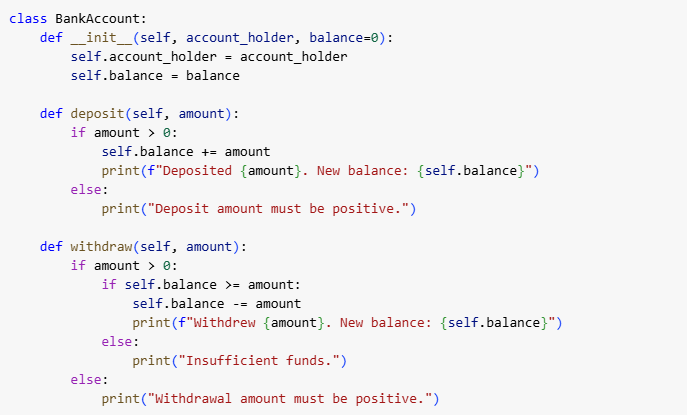 class BankAccount:
    def __init__(self, account_holder, balance=0):
        self.account_holder = account_holder
        self.balance = balance

    def deposit(self, amount):
        if amount > 0:
            self.balance += amount
            print(f"Deposited {amount}. New balance: {self.balance}")
        else:
            print("Deposit amount must be positive.")

    def withdraw(self, amount):
        if amount > 0:
            if self.balance >= amount:
                self.balance -= amount
                print(f"Withdrew {amount}. New balance: {self.balance}")
            else:
                print("Insufficient funds.")
        else:
            print("Withdrawal amount must be positive.")